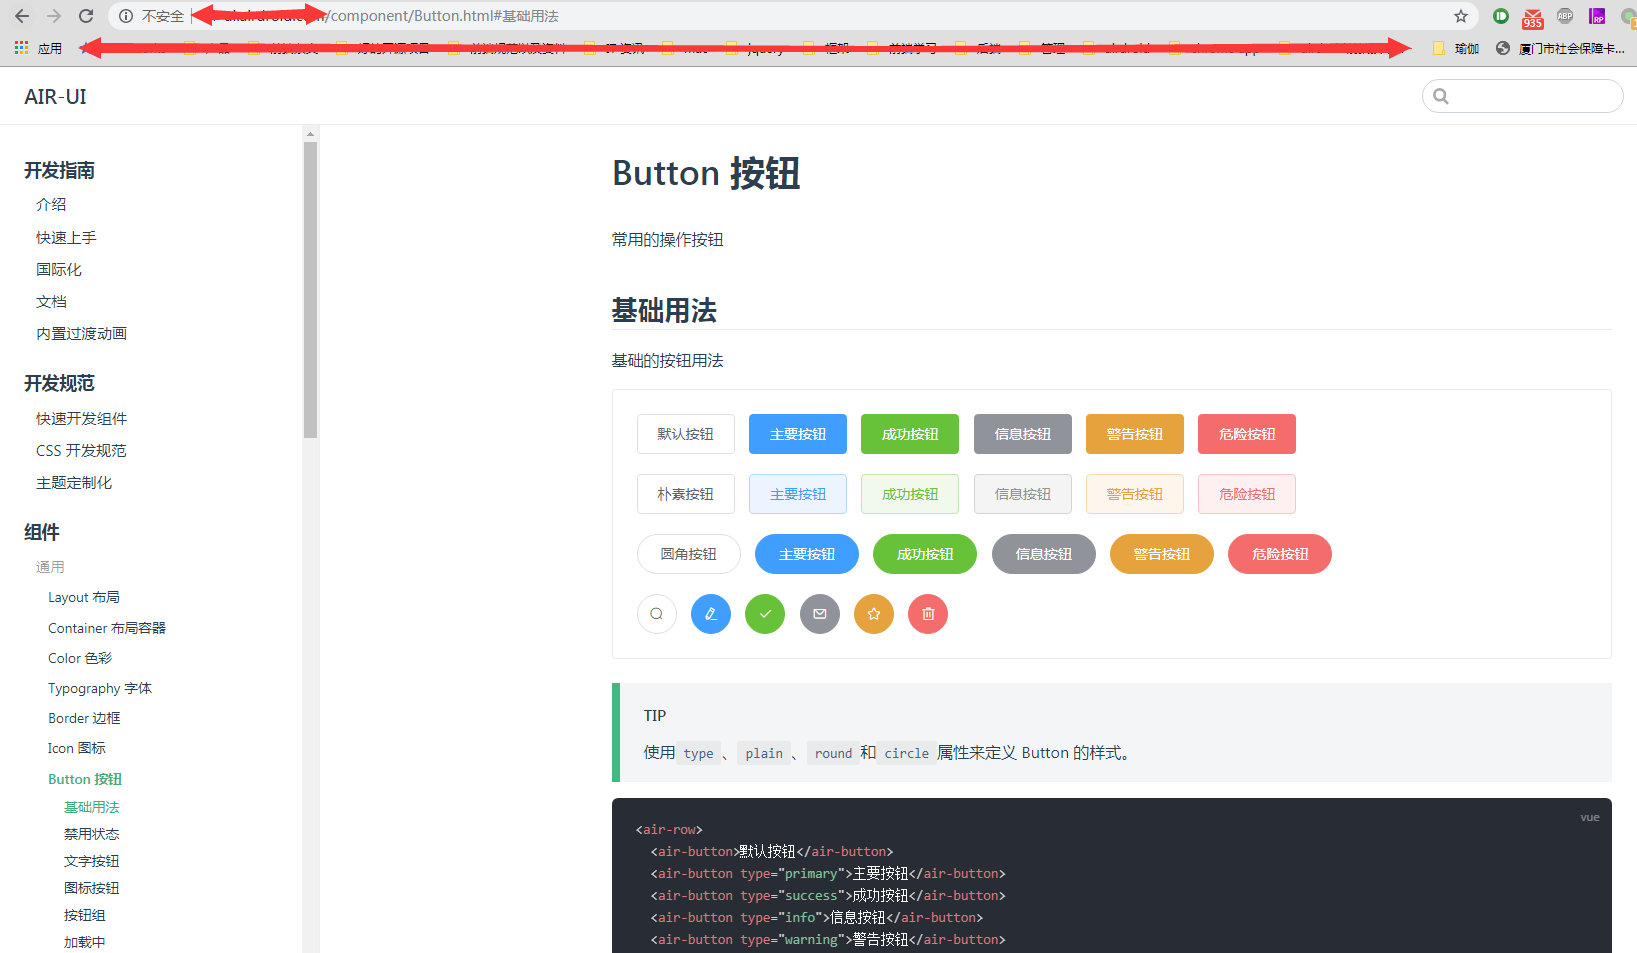 不安全 /component/Button.html#基础用法
935 ABP RP
应用 瑜伽 厦门市社会保障卡...
AIR-UI
开发指南
介绍
快速上手
国际化
文档
内置过渡动画
开发规范
快速开发组件
CSS 开发规范
主题定制化
组件
通用
Layout 布局
Container 布局容器
Color 色彩
Typography 字体
Border 边框
Icon 图标
Button 按钮
基础用法
禁用状态
文字按钮
图标按钮
按钮组
加载中
Button 按钮
常用的操作按钮
基础用法
基础的按钮用法
默认按钮 主要按钮 成功按钮 信息按钮 警告按钮 危险按钮
朴素按钮 主要按钮 成功按钮 信息按钮 警告按钮 危险按钮
圆角按钮 主要按钮 成功按钮 信息按钮 警告按钮 危险按钮
TIP
使用 type 、 plain 、 round 和 circle 属性来定义 Button 的样式。
vue
<air-row>
<air-button>默认按钮</air-button>
<air-button type="primary">主要按钮</air-button>
<air-button type="success">成功按钮</air-button>
<air-button type="info">信息按钮</air-button>
<air-button type="warning">警告按钮</air-button>